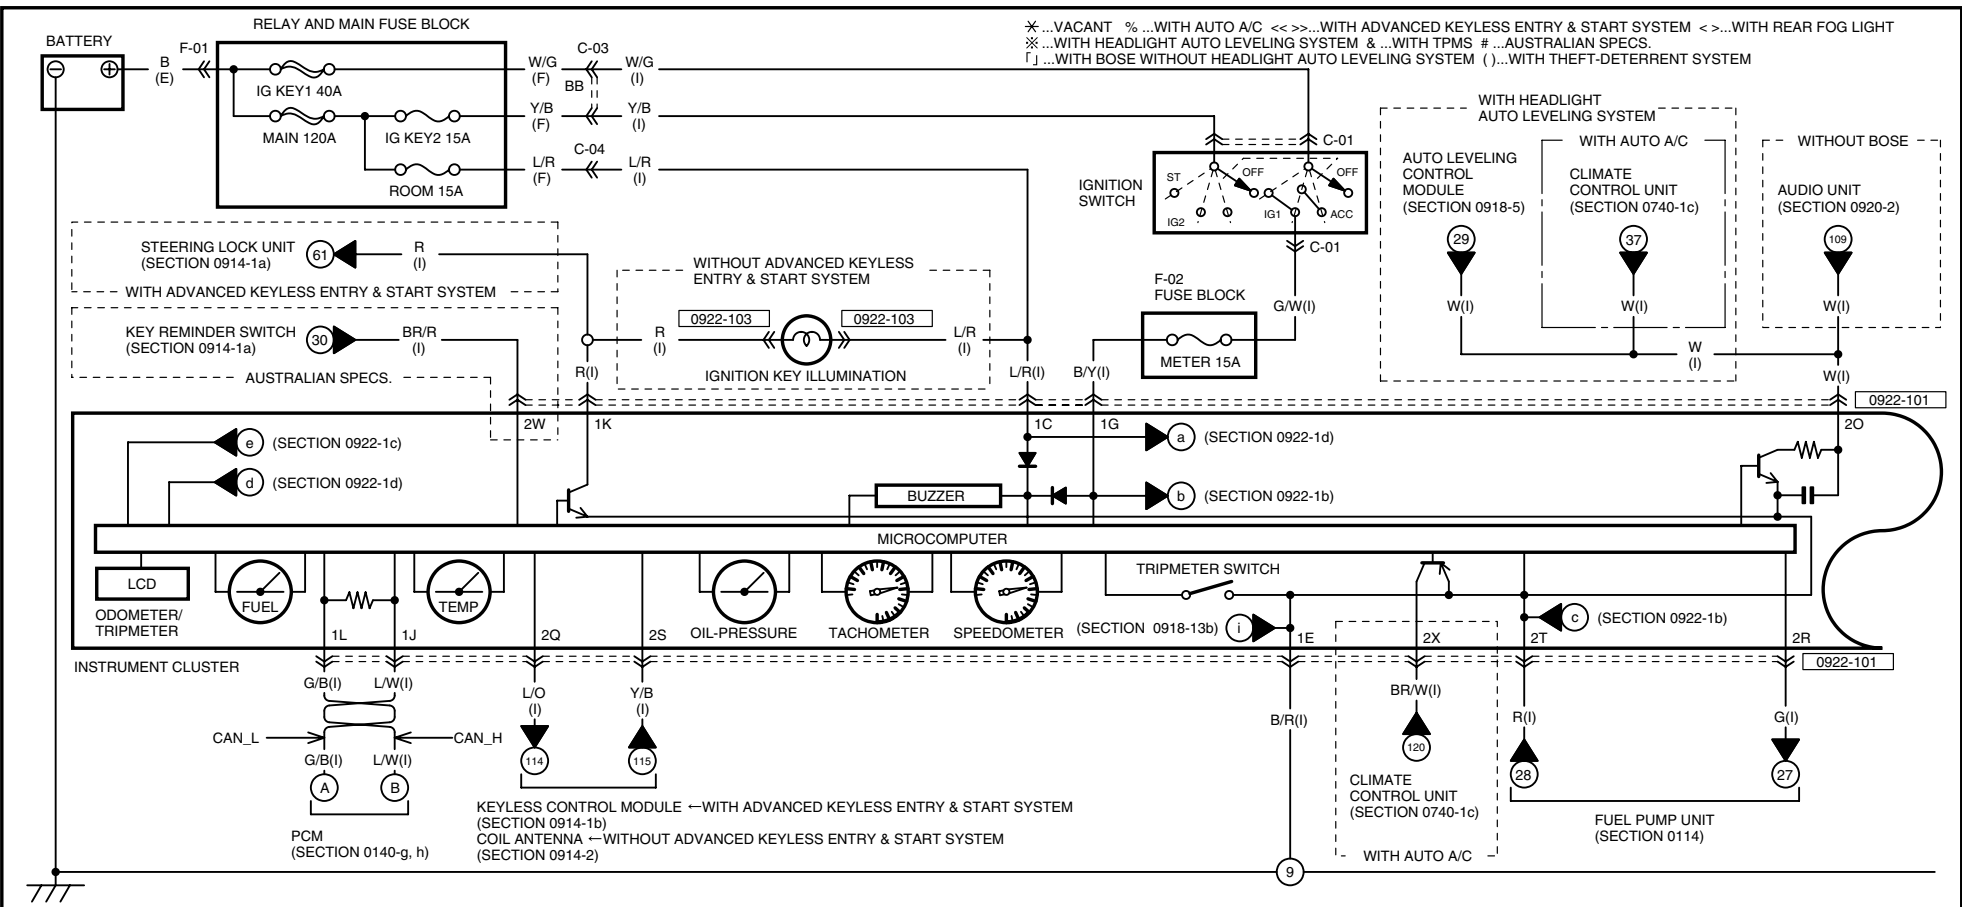 RELAY AND MAIN FUSE BLOCK
BATTERY
F-01
B
(E)
IG KEY1 40A
MAIN 120A
IG KEY2 15A
ROOM 15A
W/G
(F)
C-03
W/G
(I)
BB
Y/B
(F)
Y/B
(I)
L/R
(F)
C-04
L/R
(I)
✳ ...VACANT % ...WITH AUTO A/C << >>...WITH ADVANCED KEYLESS ENTRY & START SYSTEM < >...WITH REAR FOG LIGHT
※ ...WITH HEADLIGHT AUTO LEVELING SYSTEM & ...WITH TPMS # ...AUSTRALIAN SPECS.
「」...WITH BOSE WITHOUT HEADLIGHT AUTO LEVELING SYSTEM ( )...WITH THEFT-DETERRENT SYSTEM
C-01
IGNITION
SWITCH
ST
OFF
OFF
IG2
IG1
ACC
C-01
WITH HEADLIGHT
AUTO LEVELING SYSTEM
AUTO LEVELING
CONTROL
MODULE
(SECTION 0918-5)
29
W(I)
WITH AUTO A/C
CLIMATE
CONTROL UNIT
(SECTION 0740-1c)
37
W(I)
WITHOUT BOSE
AUDIO UNIT
(SECTION 0920-2)
109
W(I)
W
(I)
W(I)
0922-101
STEERING LOCK UNIT
(SECTION 0914-1a)
61
R
(I)
WITH ADVANCED KEYLESS ENTRY & START SYSTEM
KEY REMINDER SWITCH
(SECTION 0914-1a)
30
BR/R
(I)
AUSTRALIAN SPECS.
R(I)
WITHOUT ADVANCED KEYLESS
ENTRY & START SYSTEM
R
(I)
0922-103
0922-103
L/R
(I)
IGNITION KEY ILLUMINATION
L/R(I)
B/Y(I)
F-02
FUSE BLOCK
METER 15A
G/W(I)
2W
1K
1C
1G
2O
e (SECTION 0922-1c)
d (SECTION 0922-1d)
a (SECTION 0922-1d)
b (SECTION 0922-1b)
BUZZER
MICROCOMPUTER
LCD
ODOMETER/
TRIPMETER
FUEL
TEMP
OIL-PRESSURE
TACHOMETER
SPEEDOMETER
TRIPMETER SWITCH
(SECTION 0918-13b) i
c (SECTION 0922-1b)
1L
1J
2Q
2S
1E
2X
2T
2R
INSTRUMENT CLUSTER
0922-101
G/B(I)
L/W(I)
CAN_L
CAN_H
G/B(I)
L/W(I)
A
B
PCM
(SECTION 0140-g, h)
L/O
(I)
114
Y/B
(I)
115
KEYLESS CONTROL MODULE ←WITH ADVANCED KEYLESS ENTRY & START SYSTEM
(SECTION 0914-1b)
COIL ANTENNA ←WITHOUT ADVANCED KEYLESS ENTRY & START SYSTEM
(SECTION 0914-2)
B/R(I)
9
BR/W(I)
120
CLIMATE
CONTROL UNIT
(SECTION 0740-1c)
WITH AUTO A/C
R(I)
28
G(I)
27
FUEL PUMP UNIT
(SECTION 0114)